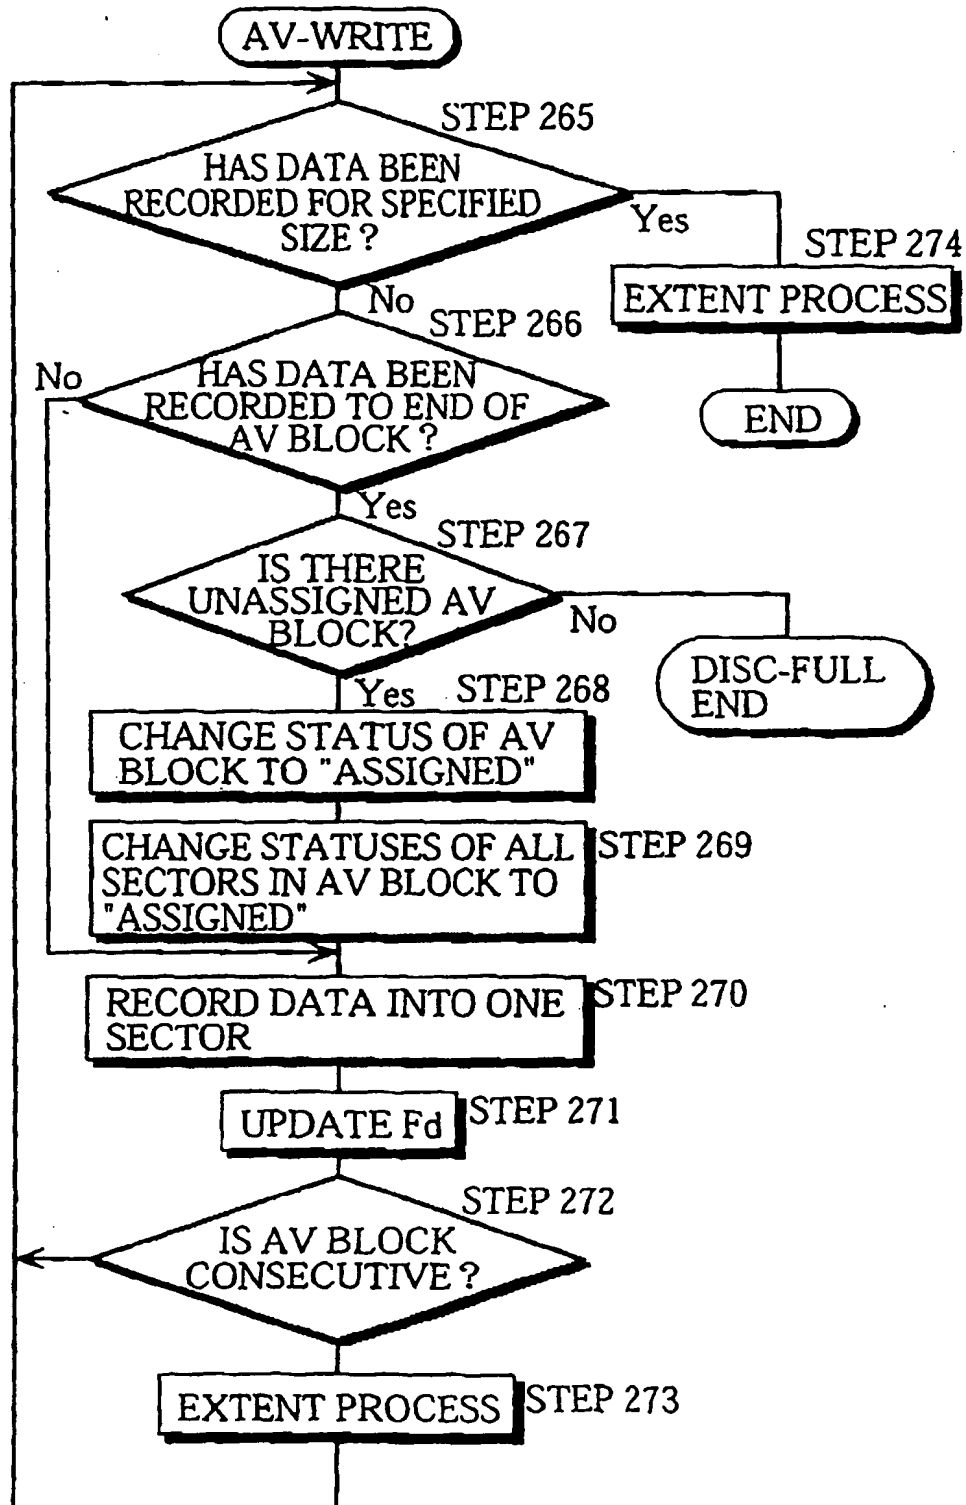 AV-WRITE
STEP 265
HAS DATA BEEN
RECORDED FOR SPECIFIED
SIZE ?
Yes
STEP 274
EXTENT PROCESS
END
No
STEP 266
No
HAS DATA BEEN
RECORDED TO END OF
AV BLOCK ?
Yes
STEP 267
IS THERE
UNASSIGNED AV
BLOCK?
No
DISC-FULL
END
Yes
STEP 268
CHANGE STATUS OF AV
BLOCK TO "ASSIGNED"
CHANGE STATUSES OF ALL
SECTORS IN AV BLOCK TO
"ASSIGNED"
STEP 269
RECORD DATA INTO ONE
SECTOR
STEP 270
UPDATE Fd
STEP 271
STEP 272
IS AV BLOCK
CONSECUTIVE ?
EXTENT PROCESS
STEP 273